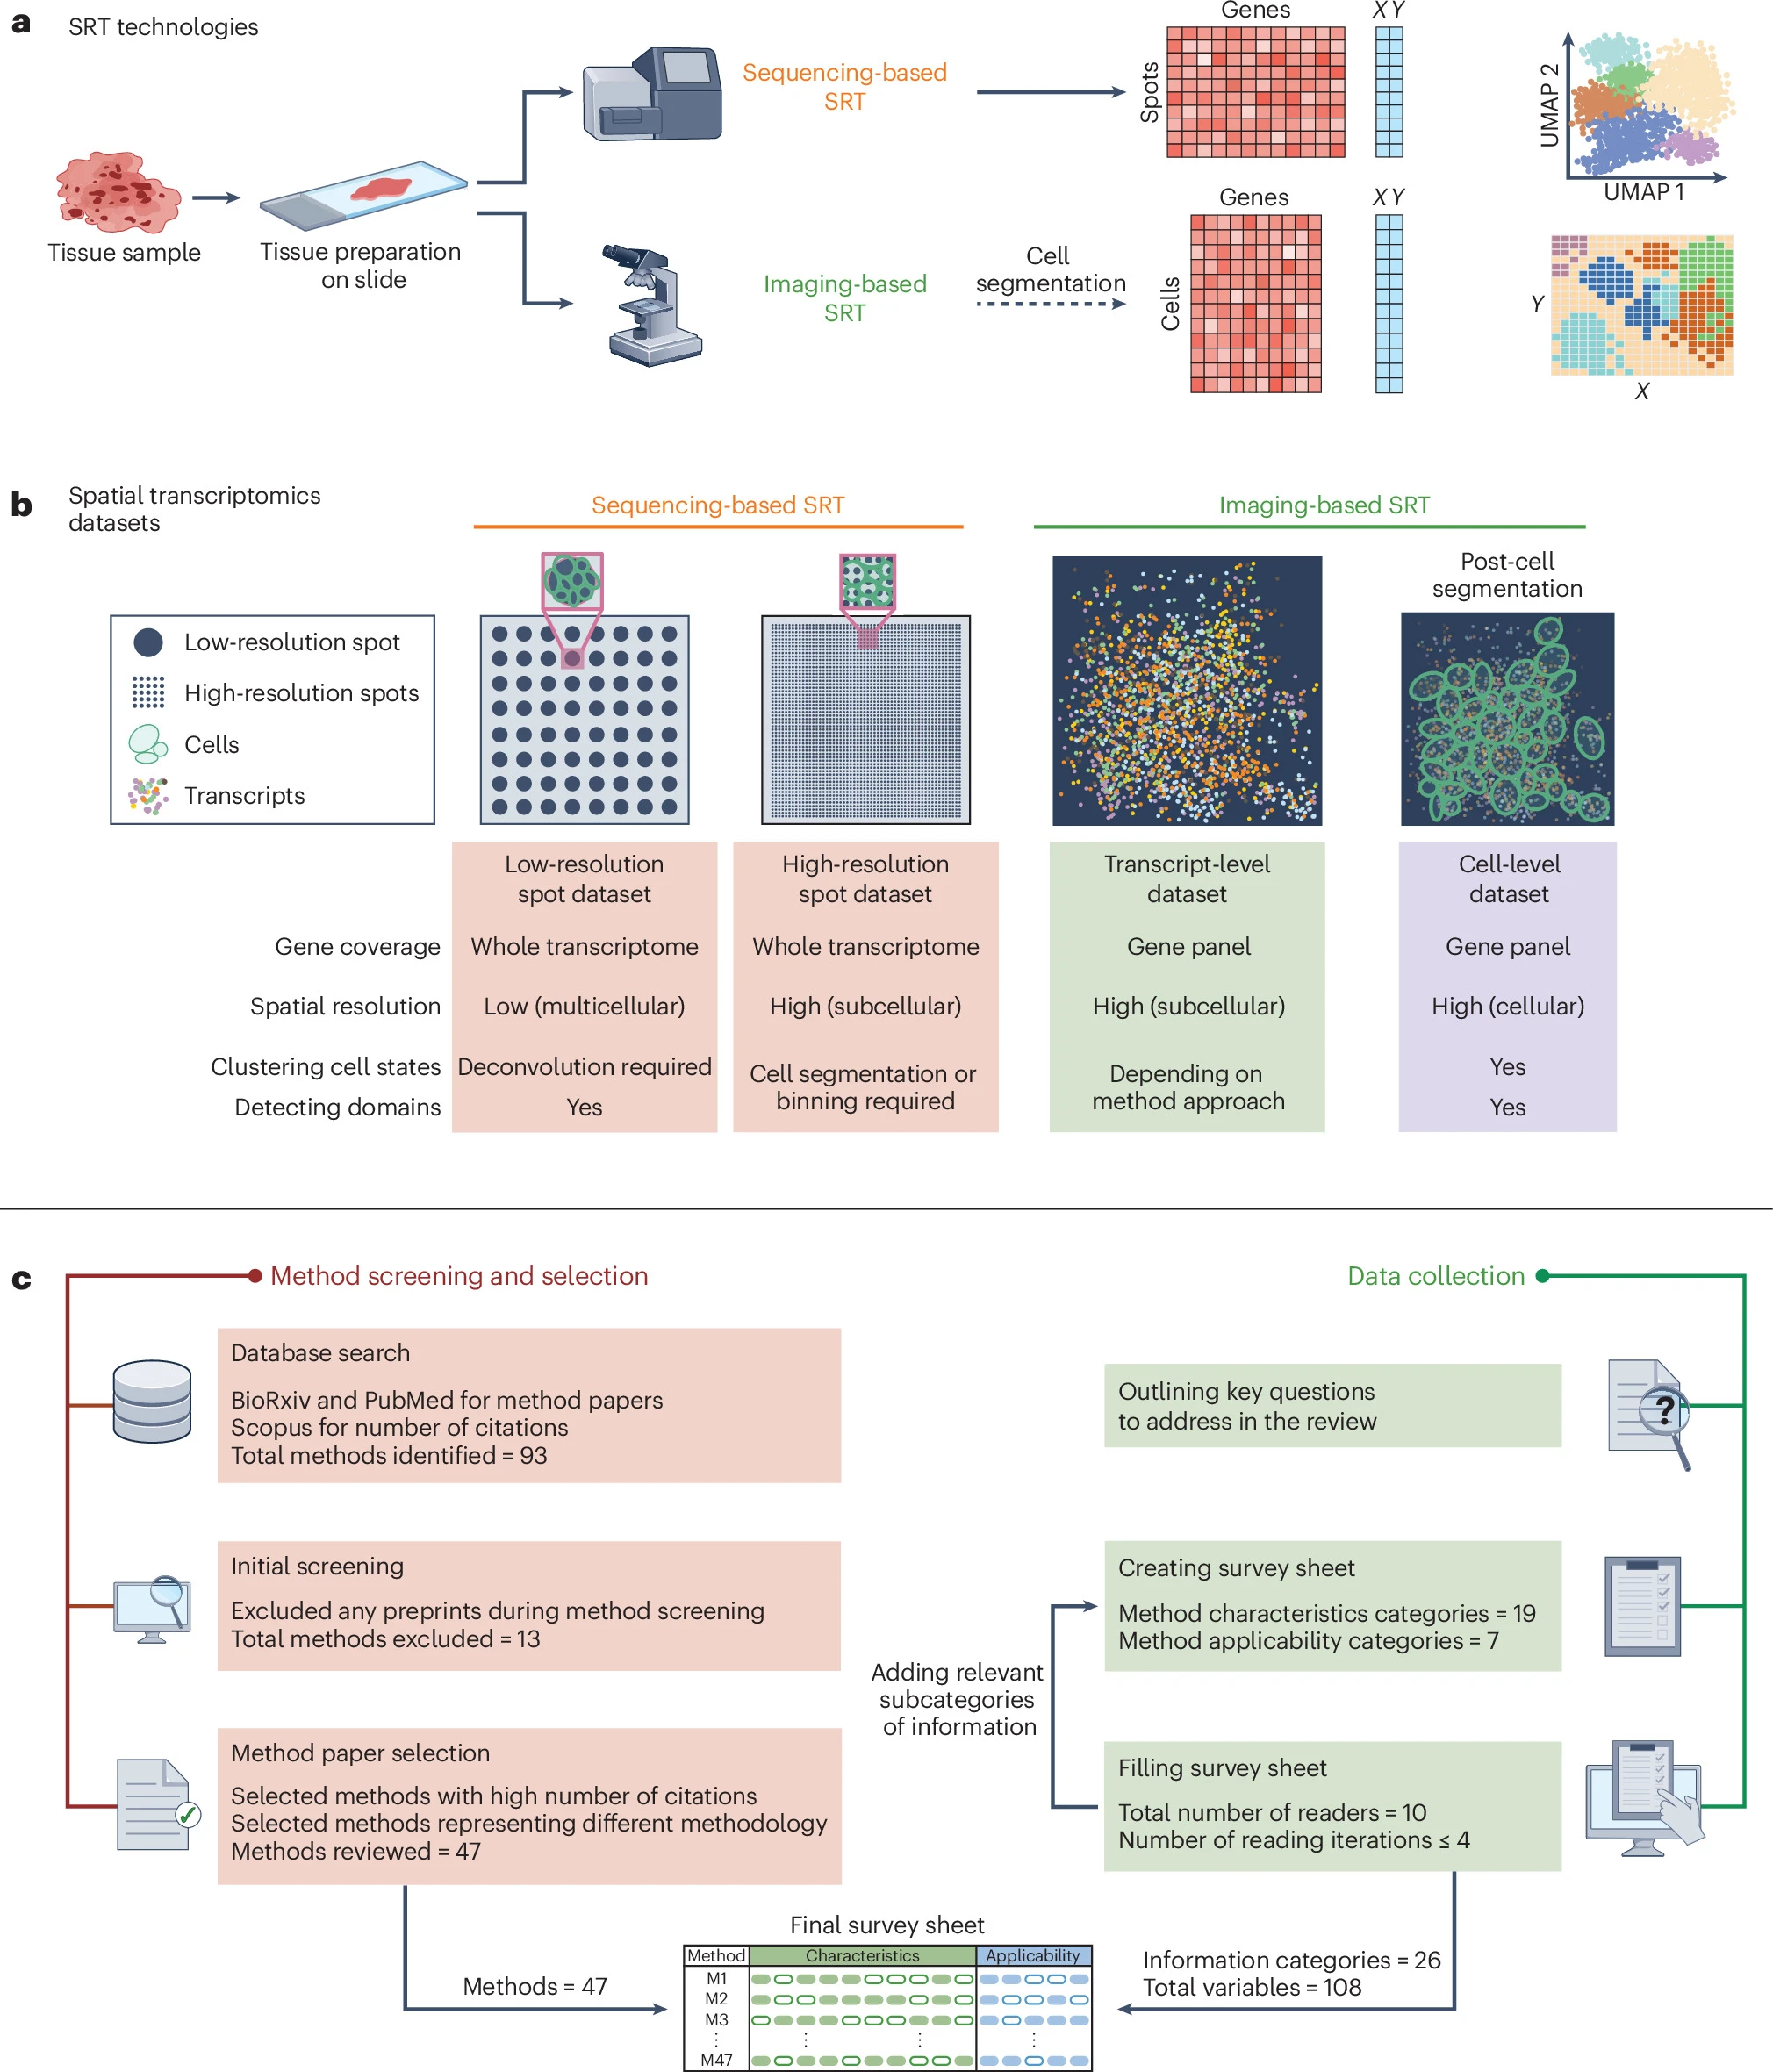 a
SRT technologies
Tissue sample
Tissue preparation
on slide
Sequencing-based
SRT
Imaging-based
SRT
Cell
segmentation
Genes
X Y
Spots
Genes
X Y
Cells
UMAP 2
UMAP 1
Y
X
b
Spatial transcriptomics
datasets
Sequencing-based SRT
Imaging-based SRT
Post-cell
segmentation
Low-resolution spot
High-resolution spots
Cells
Transcripts
Low-resolution
spot dataset
High-resolution
spot dataset
Transcript-level
dataset
Cell-level
dataset
Gene coverage
Whole transcriptome
Whole transcriptome
Gene panel
Gene panel
Spatial resolution
Low (multicellular)
High (subcellular)
High (subcellular)
High (cellular)
Clustering cell states
Deconvolution required
Cell segmentation or
binning required
Depending on
method approach
Yes
Detecting domains
Yes
Yes
c
Method screening and selection
Database search
BioRxiv and PubMed for method papers
Scopus for number of citations
Total methods identified = 93
Initial screening
Excluded any preprints during method screening
Total methods excluded = 13
Method paper selection
Selected methods with high number of citations
Selected methods representing different methodology
Methods reviewed = 47
Data collection
Outlining key questions
to address in the review
?
Creating survey sheet
Method characteristics categories = 19
Method applicability categories = 7
Adding relevant
subcategories
of information
Filling survey sheet
Total number of readers = 10
Number of reading iterations ≤ 4
Methods = 47
Final survey sheet
Method Characteristics Applicability
M1
M2
M3
⋮ ⋮ ⋮ ⋮
M47
Information categories = 26
Total variables = 108